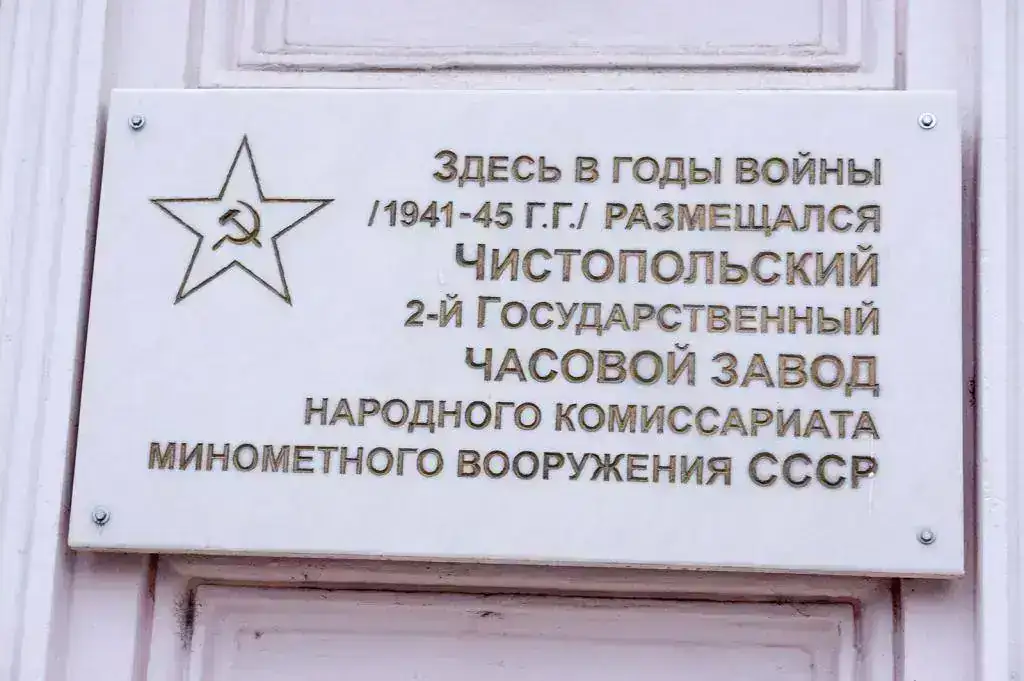 Здесь в годы войны
/1941-45 г.г./ размещался
Чистопольский
2-й Государственный
часовой завод
народного комиссариата
минометного вооружения СССР